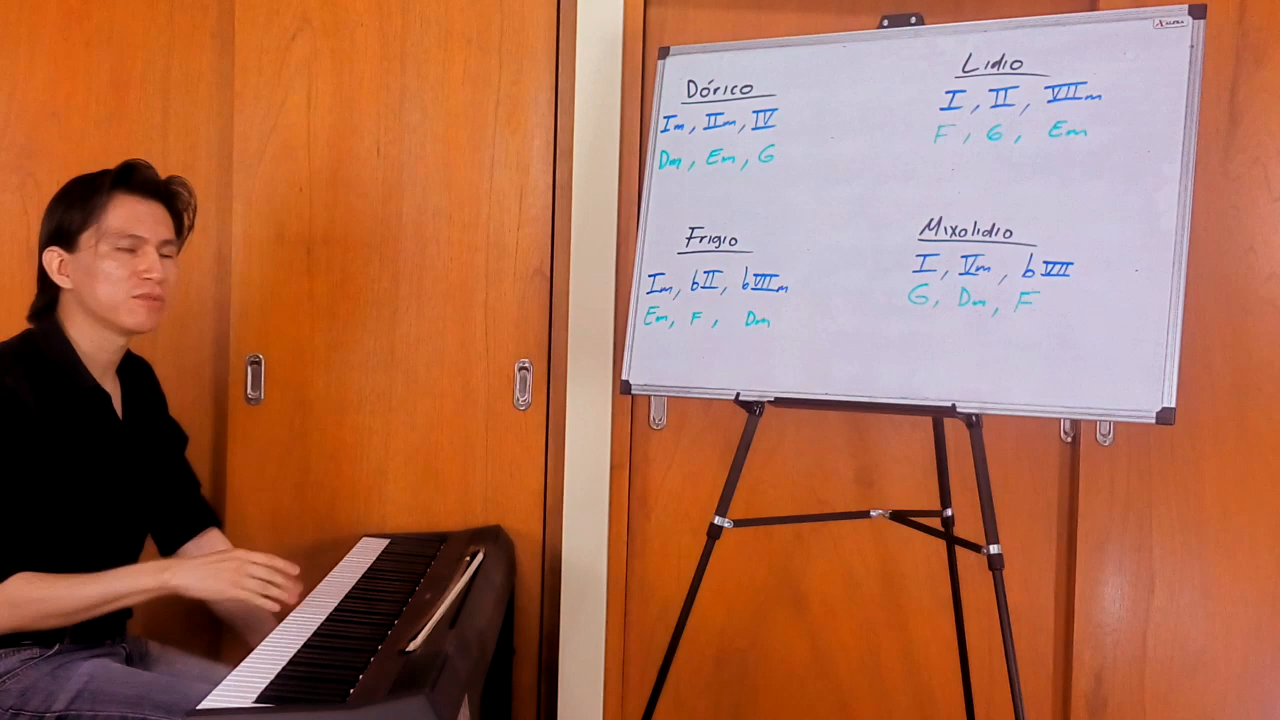 Dórico
Im, IIm, IV
Dm, Em, G
Lidio
I, II, VIIm
F, G, Em
Frigio
Im, bII, bVIIm
Em, F, Dm
Mixolidio
I, Vm, bVII
G, Dm, F